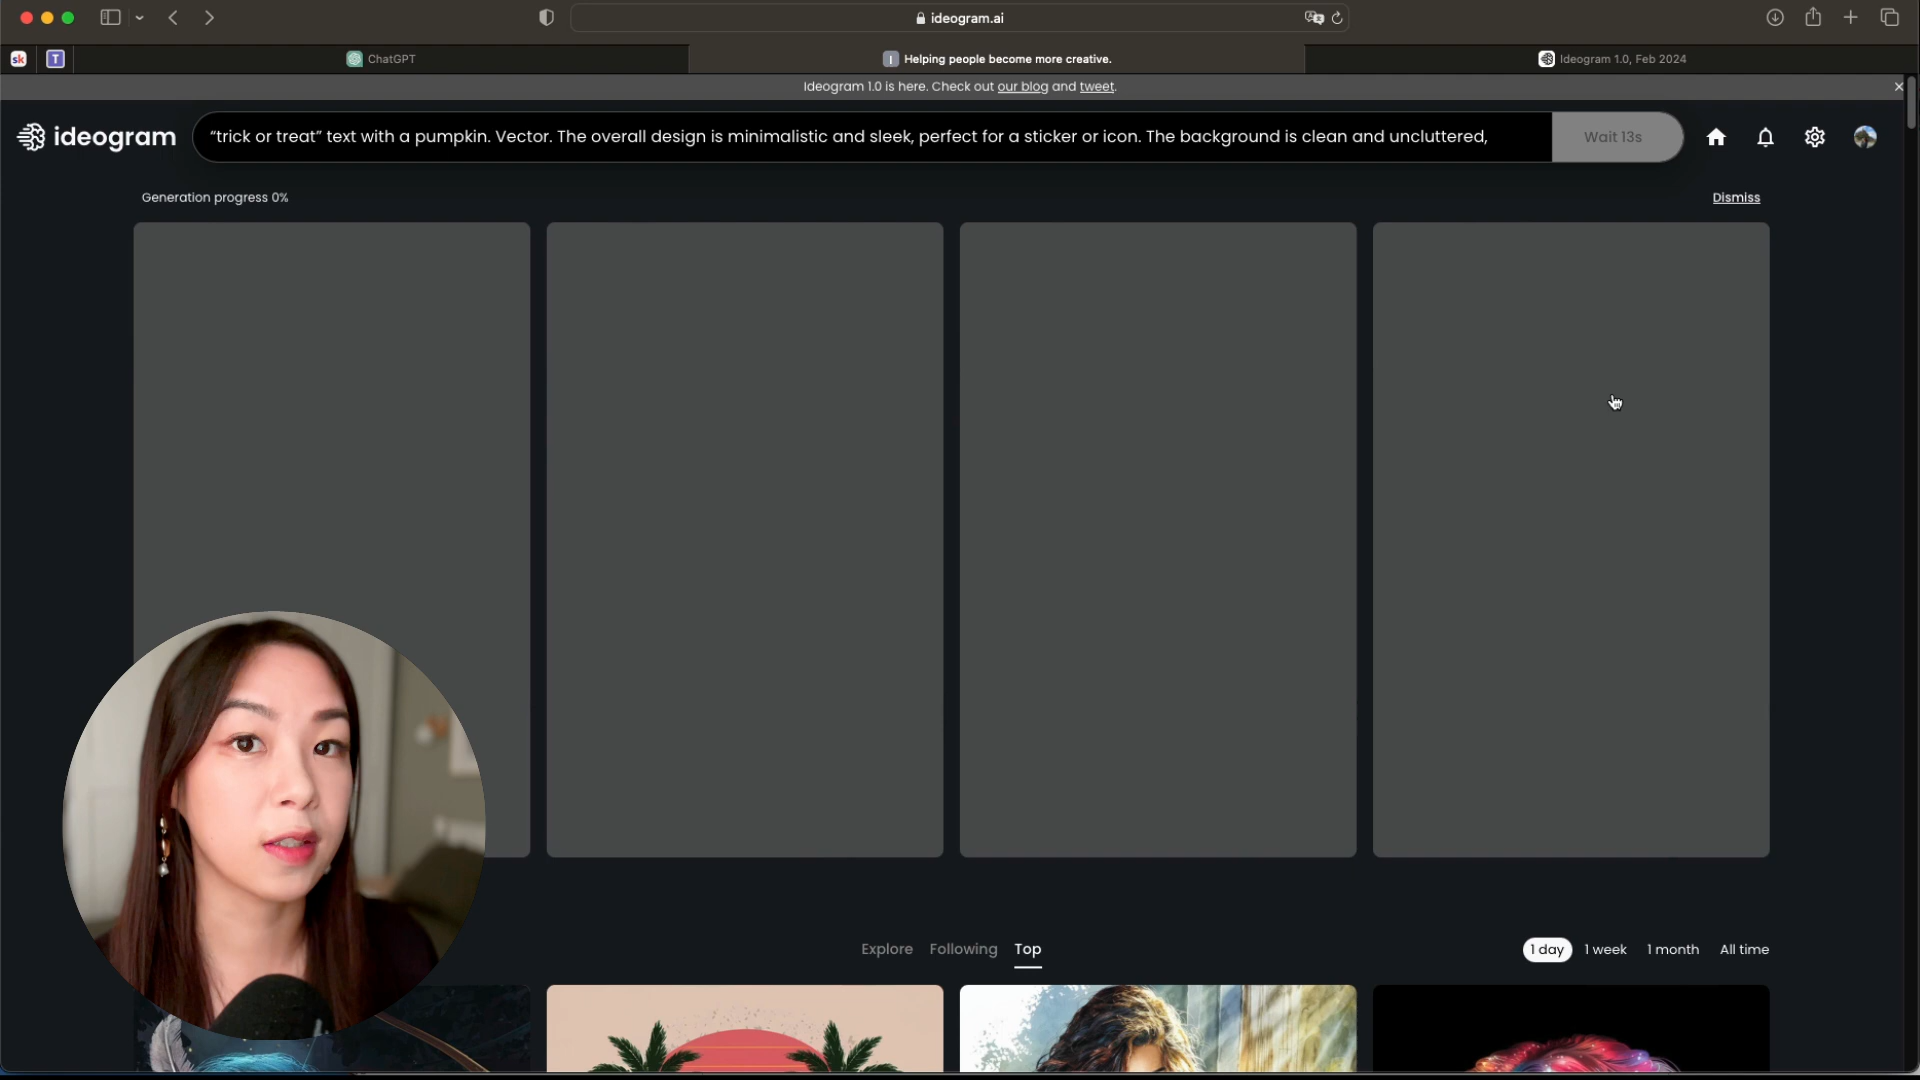 ideogram.ai
sk
T
ChatGPT
I
Helping people become more creative.
Ideogram 1.0, Feb 2024
Ideogram 1.0 is here. Check out our blog and tweet.
ideogram
“trick or treat” text with a pumpkin. Vector. The overall design is minimalistic and sleek, perfect for a sticker or icon. The background is clean and uncluttered,
Wait 13s
Generation progress 0%
Dismiss
Explore
Following
Top
1 day
1 week
1 month
All time